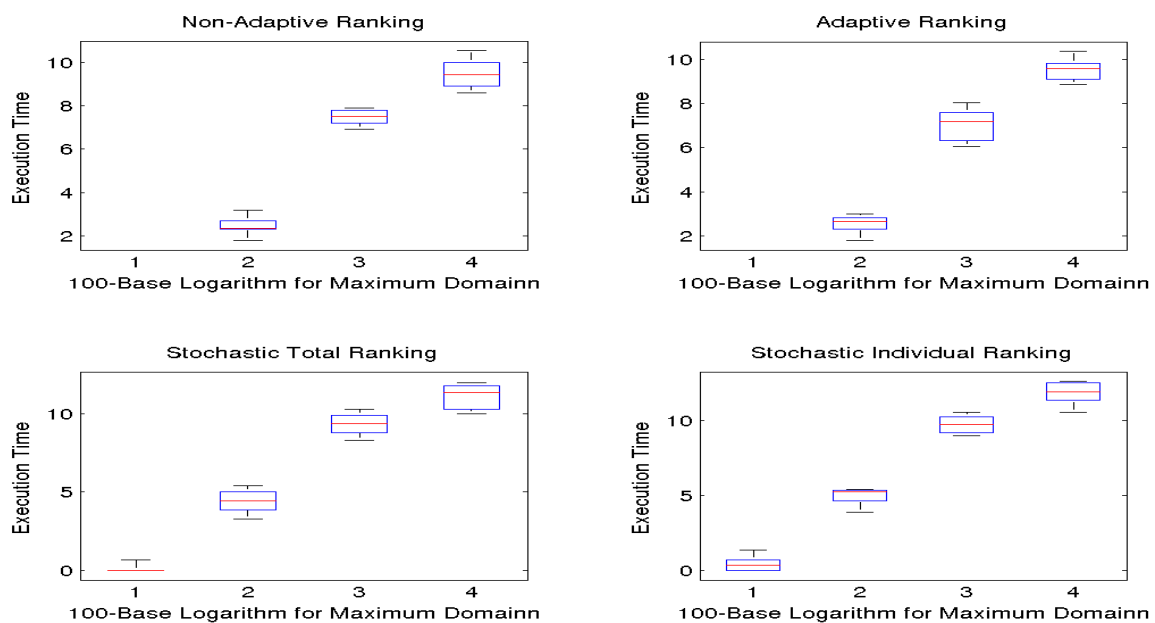 Non-Adaptive Ranking
Execution Time
10
8
6
4
2
1 2 3 4
100-Base Logarithm for Maximum Domainn
Adaptive Ranking
Execution Time
10
8
6
4
2
1 2 3 4
100-Base Logarithm for Maximum Domainn
Stochastic Total Ranking
Execution Time
10
5
0
1 2 3 4
100-Base Logarithm for Maximum Domainn
Stochastic Individual Ranking
Execution Time
10
5
0
1 2 3 4
100-Base Logarithm for Maximum Domainn